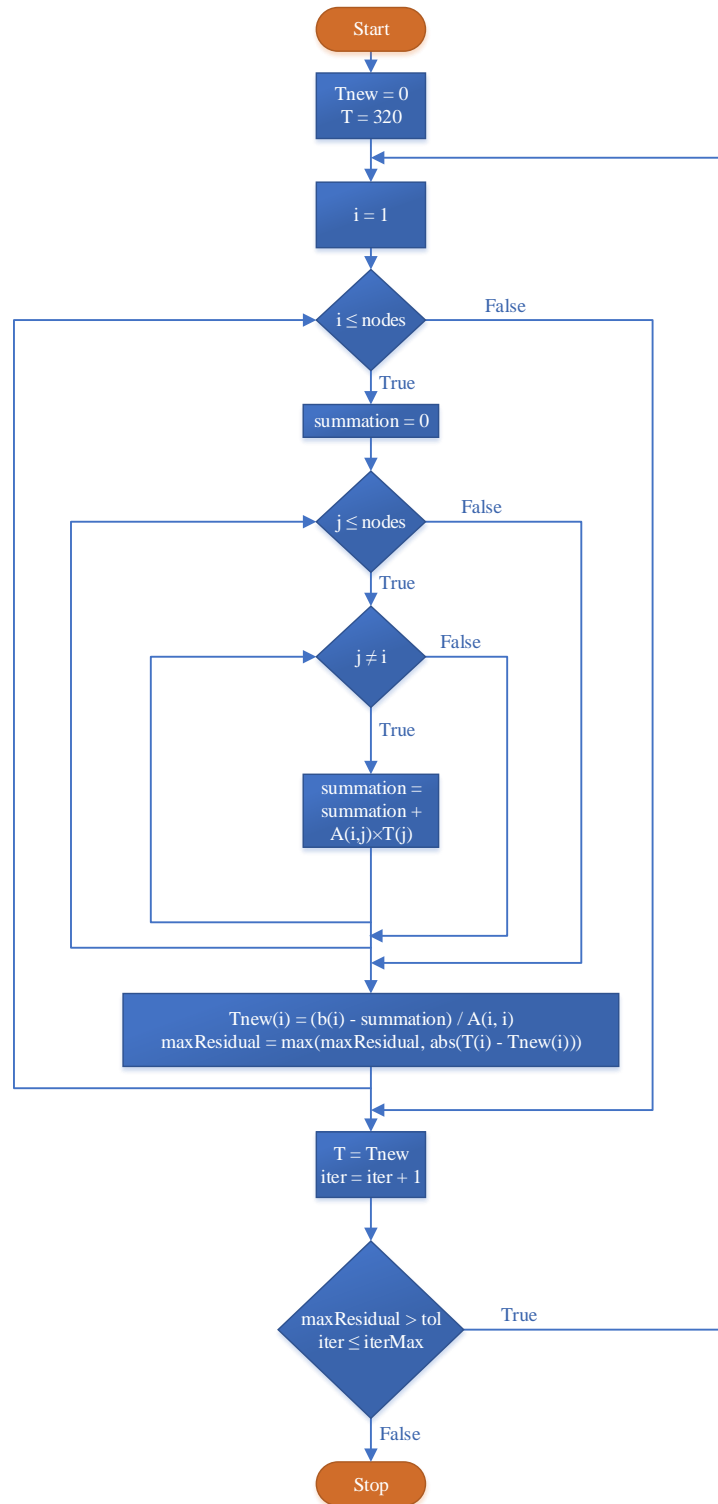 Start
Tnew = 0
T = 320
i = 1
i ≤ nodes
False
True
summation = 0
j ≤ nodes
False
True
j ≠ i
False
True
summation =
summation +
A(i,j)×T(j)
Tnew(i) = (b(i) - summation) / A(i, i)
maxResidual = max(maxResidual, abs(T(i) - Tnew(i)))
T = Tnew
iter = iter + 1
maxResidual > tol
iter ≤ iterMax
True
False
Stop